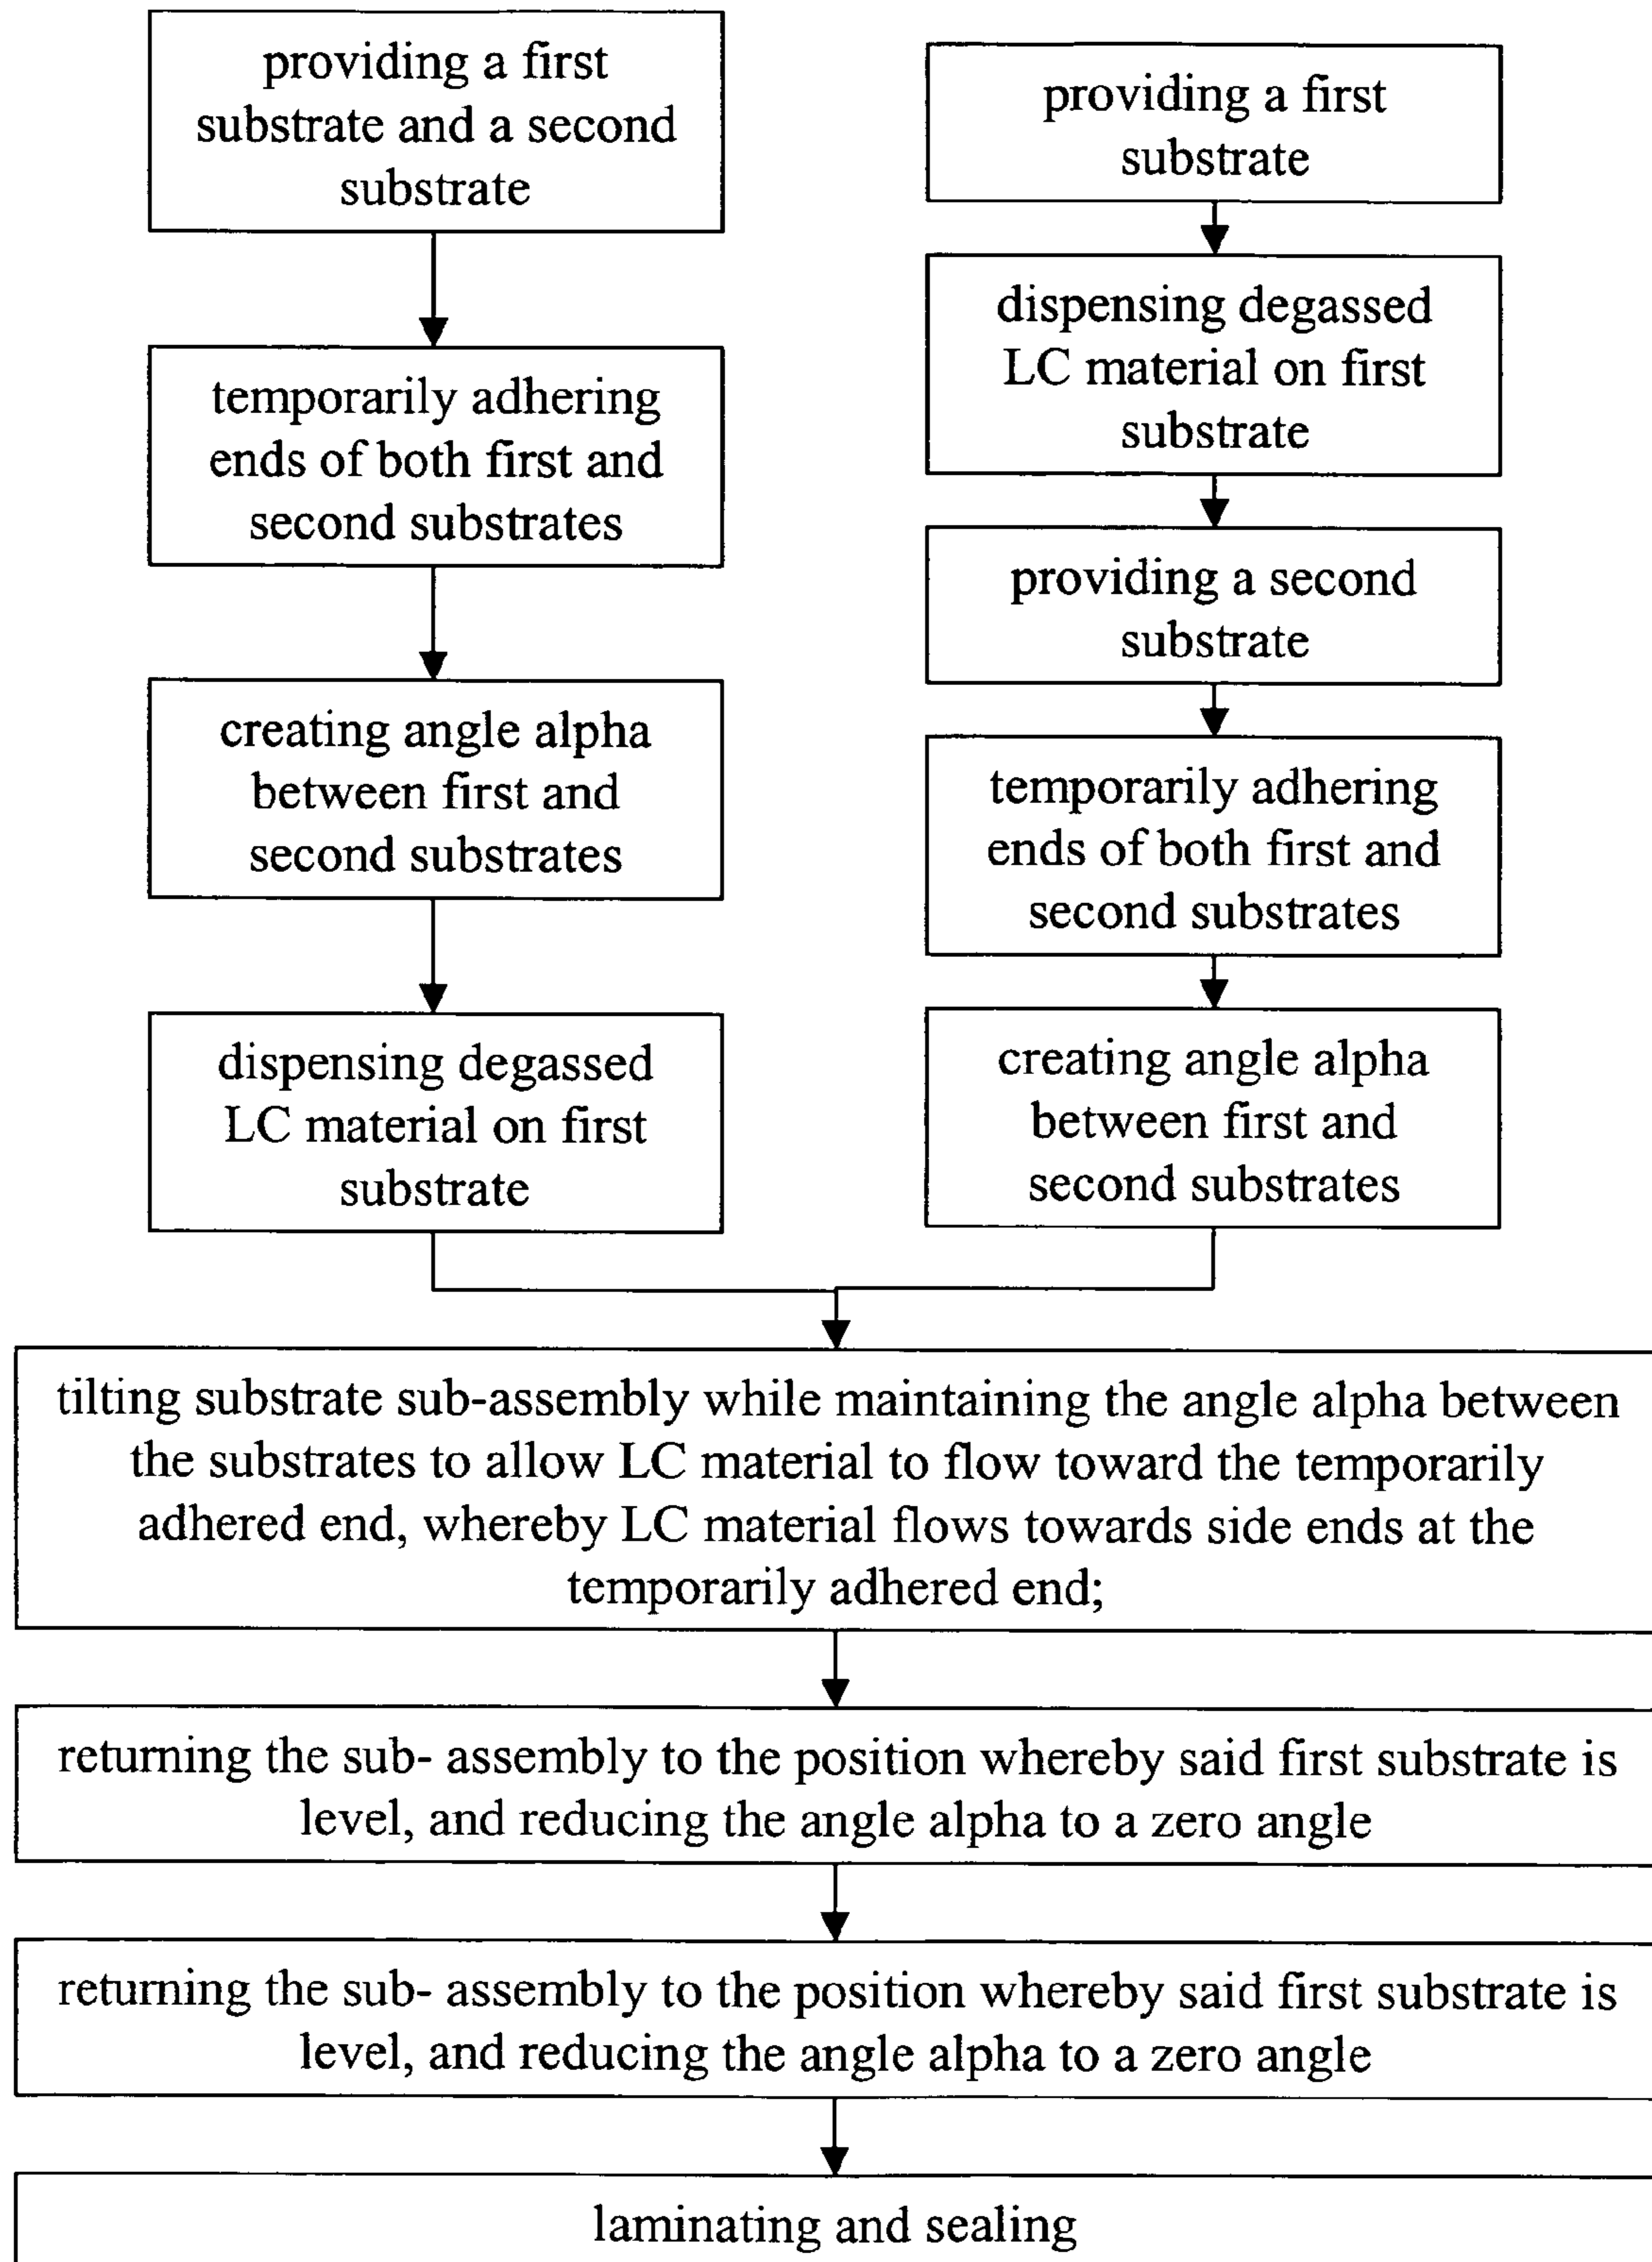 providing a first
substrate and a second
substrate
temporarily adhering
ends of both first and
second substrates
creating angle alpha
between first and
second substrates
dispensing degassed
LC material on first
substrate
providing a first
substrate
dispensing degassed
LC material on first
substrate
providing a second
substrate
temporarily adhering
ends of both first and
second substrates
creating angle alpha
between first and
second substrates
tilting substrate sub-assembly while maintaining the angle alpha between
the substrates to allow LC material to flow toward the temporarily
adhered end, whereby LC material flows towards side ends at the
temporarily adhered end;
returning the sub- assembly to the position whereby said first substrate is
level, and reducing the angle alpha to a zero angle
returning the sub- assembly to the position whereby said first substrate is
level, and reducing the angle alpha to a zero angle
laminating and sealing